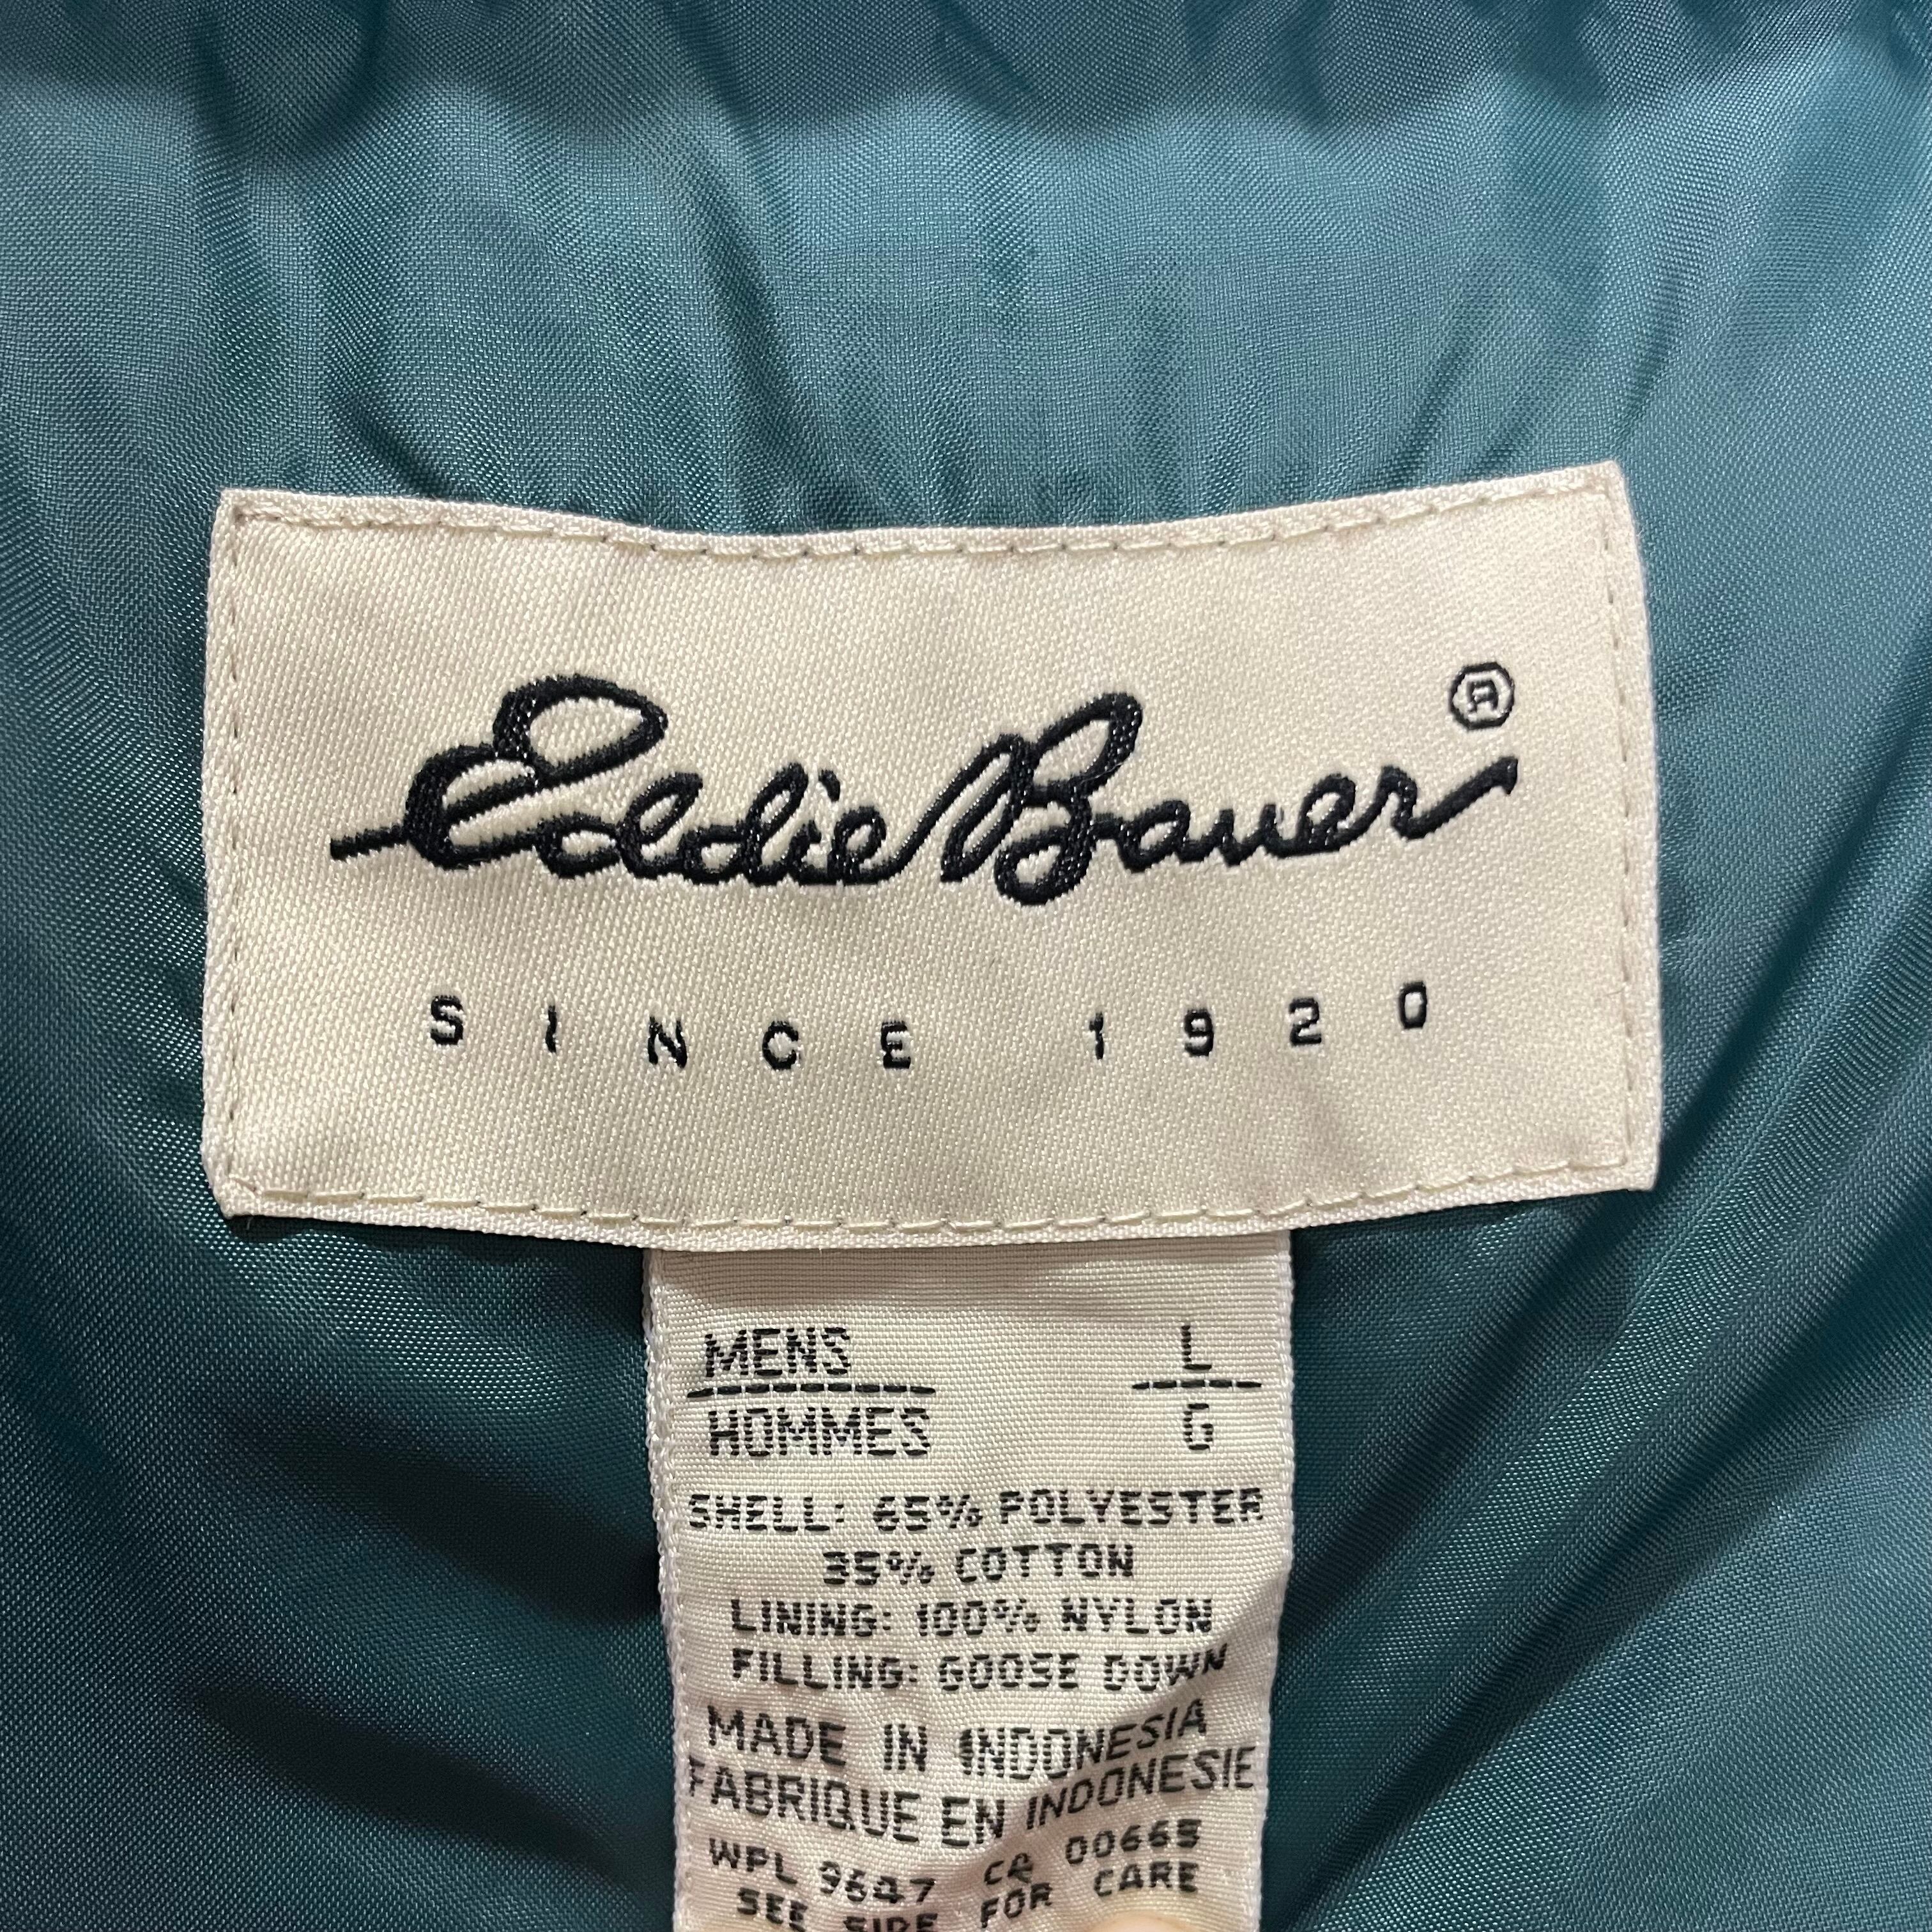 Eddie Bauer®
SINCE 1920
MENS L
HOMMES G
SHELL: 65% POLYESTER
35% COTTON
LINING: 100% NYLON
FILLING: GOOSE DOWN
MADE IN INDONESIA
FABRIQUE EN INDONESIE
WPL 9647 CA 00665
SEE SIDE FOR CARE